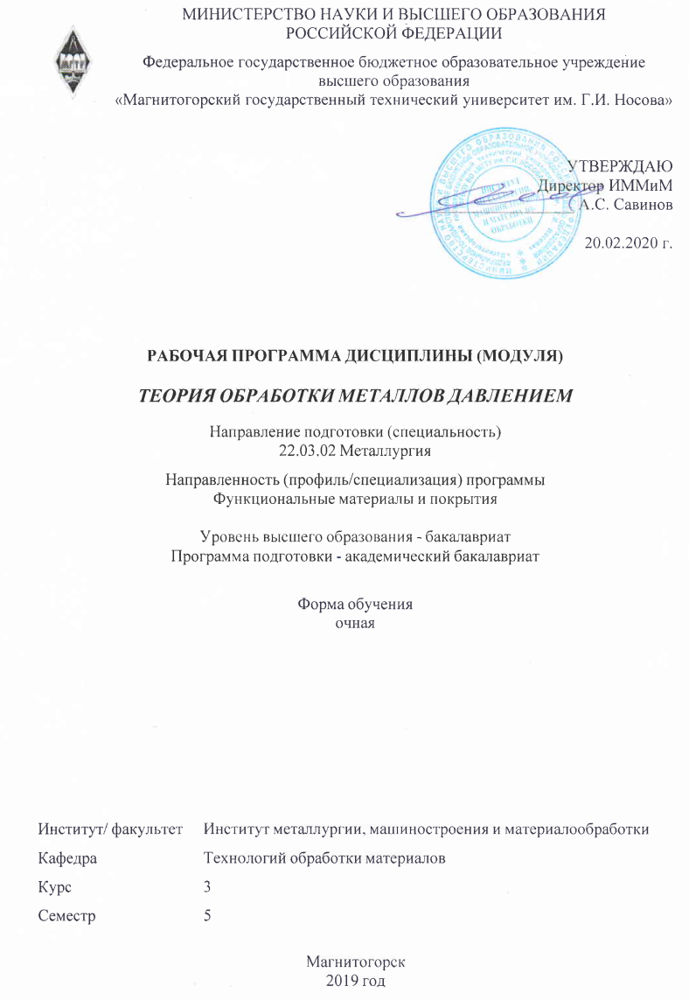 МИНИСТЕРСТВО НАУКИ И ВЫСШЕГО ОБРАЗОВАНИЯ
РОССИЙСКОЙ ФЕДЕРАЦИИ
Федеральное государственное бюджетное образовательное учреждение
высшего образования
«Магнитогорский государственный технический университет им. Г.И. Носова»
УТВЕРЖДАЮ
Директор ИММиМ
А.С. Савинов
20.02.2020 г.
РАБОЧАЯ ПРОГРАММА ДИСЦИПЛИНЫ (МОДУЛЯ)
ТЕОРИЯ ОБРАБОТКИ МЕТАЛЛОВ ДАВЛЕНИЕМ
Направление подготовки (специальность)
22.03.02 Металлургия
Направленность (профиль/специализация) программы
Функциональные материалы и покрытия
Уровень высшего образования - бакалавриат
Программа подготовки - академический бакалавриат
Форма обучения
очная
Институт/ факультет Институт металлургии, машиностроения и материалообработки
Кафедра Технологий обработки материалов
Курс 3
Семестр 5
Магнитогорск
2019 год